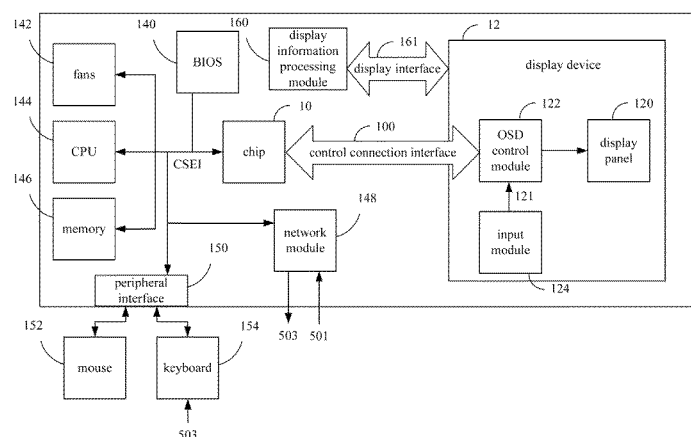 142
140
160
12
fans
BIOS
display
information
processing
module
161
display interface
display device
144
10
122
120
CPU
CSEI
chip
100
control connection interface
OSD
control
module
display
panel
146
148
121
memory
network
module
input
module
150
124
peripheral
interface
152
154
503
501
mouse
keyboard
503